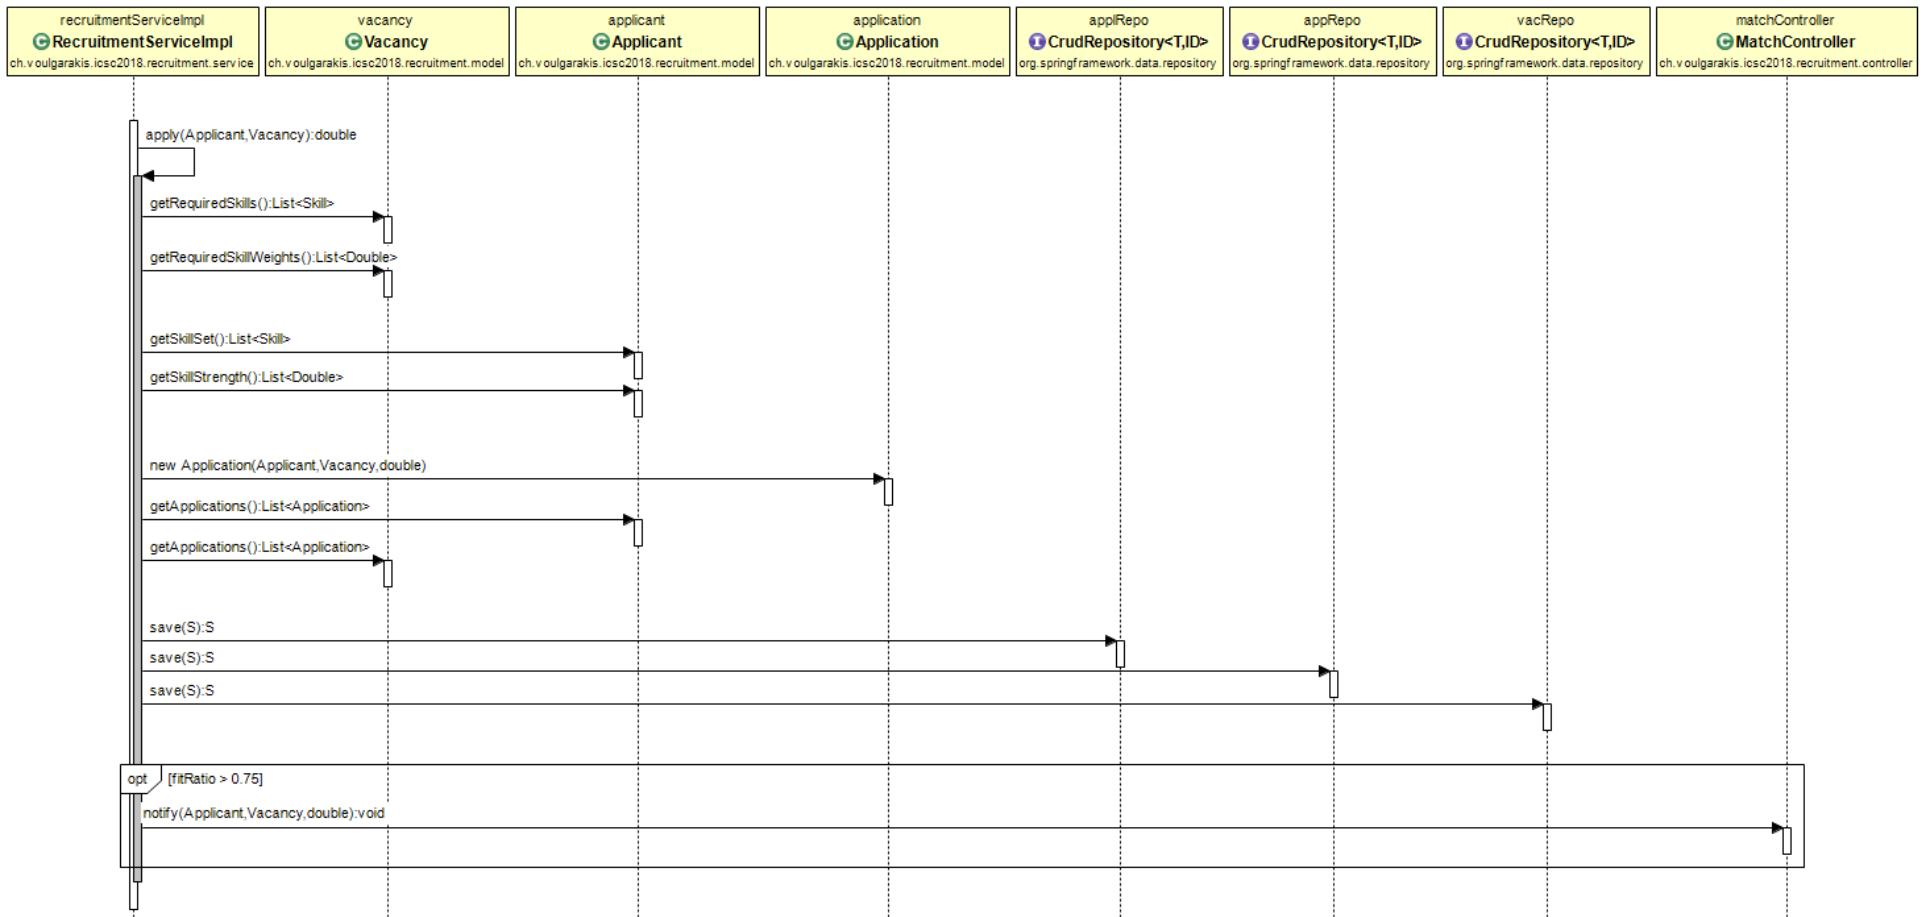 recruitmentServiceImpl
C RecruitmentServiceImpl
ch.voulgarakis.icsc2018.recruitment.service
vacancy
C Vacancy
ch.voulgarakis.icsc2018.recruitment.model
applicant
C Applicant
ch.voulgarakis.icsc2018.recruitment.model
application
C Application
ch.voulgarakis.icsc2018.recruitment.model
applRepo
I CrudRepository<T,ID>
org.springframework.data.repository
appRepo
I CrudRepository<T,ID>
org.springframework.data.repository
vacRepo
I CrudRepository<T,ID>
org.springframework.data.repository
matchController
C MatchController
ch.voulgarakis.icsc2018.recruitment.controller
apply(Applicant,Vacancy):double
getRequiredSkills():List<Skill>
getRequiredSkillWeights():List<Double>
getSkillSet():List<Skill>
getSkillStrength():List<Double>
new Application(Applicant,Vacancy,double)
getApplications():List<Application>
getApplications():List<Application>
save(S):S
save(S):S
save(S):S
opt [fitRatio > 0.75]
notify(Applicant,Vacancy,double):void